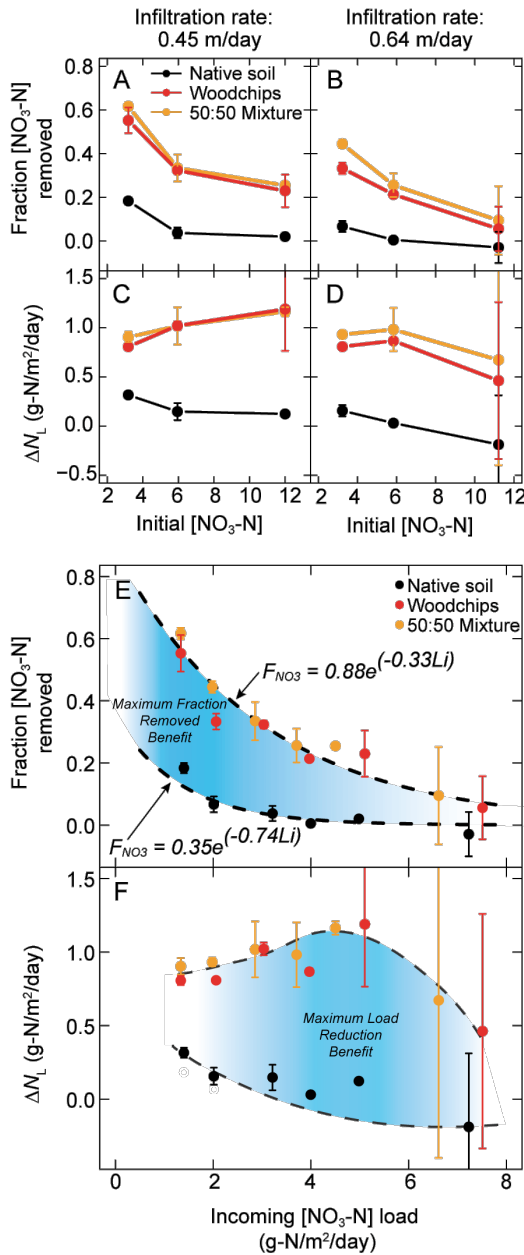 Infiltration rate:
0.45 m/day
Infiltration rate:
0.64 m/day
A
Native soil
Woodchips
50:50 Mixture
B
0.8
0.6
0.4
0.2
0.0
Fraction [NO₃-N]
removed
C
D
1.5
1.0
0.5
0.0
−0.5
ΔN_L (g-N/m²/day)
2 4 6 8 10 12
2 4 6 8 10 12
Initial [NO₃-N]
Initial [NO₃-N]
E
Native soil
Woodchips
50:50 Mixture
0.8
0.6
0.4
0.2
0.0
Fraction [NO₃-N]
removed
F_NO3 = 0.88e^(-0.33Li)
Maximum Fraction
Removed
Benefit
F_NO3 = 0.35e^(-0.74Li)
F
1.5
1.0
0.5
0.0
ΔN_L (g-N/m²/day)
Maximum Load
Reduction
Benefit
0 2 4 6 8
Incoming [NO₃-N] load
(g-N/m²/day)